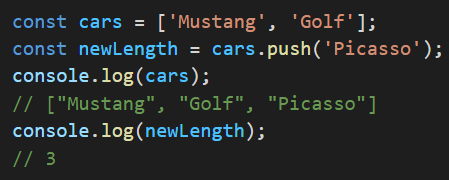 const cars = ['Mustang', 'Golf'];
const newLength = cars.push('Picasso');
console.log(cars);
// ["Mustang", "Golf", "Picasso"]
console.log(newLength);
// 3